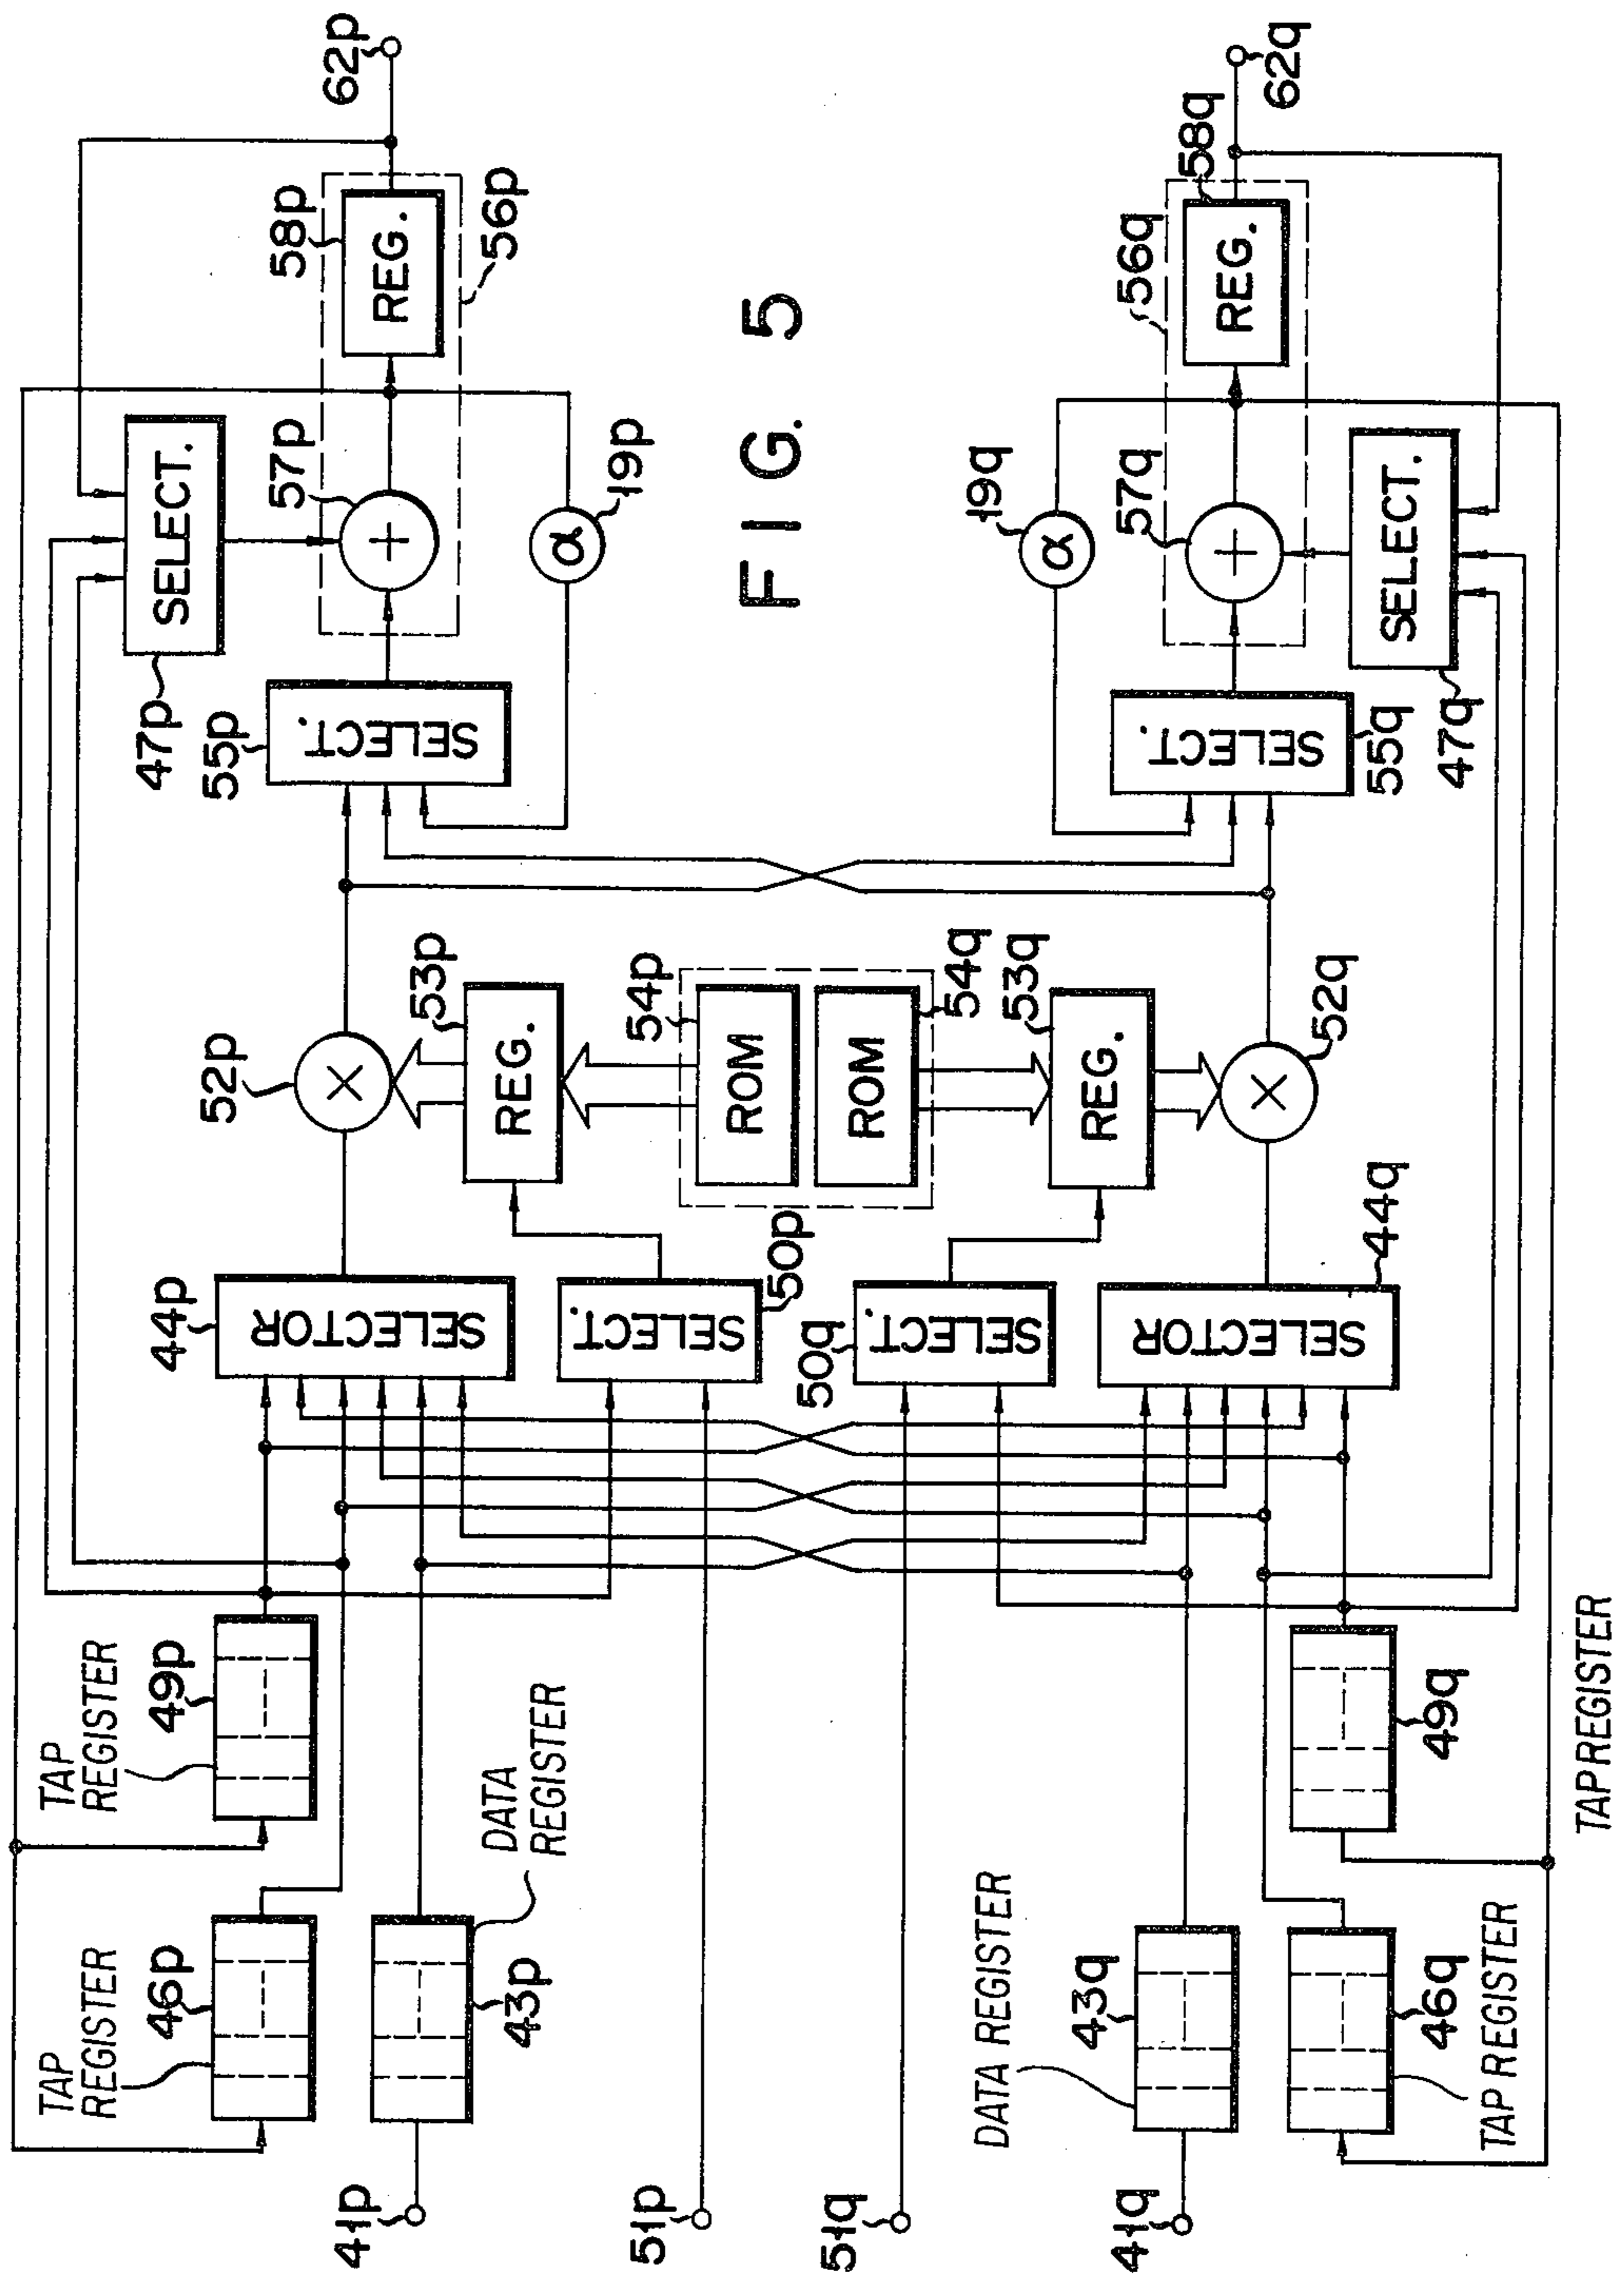 62p
58p
REG.
56p
SELECT.
57p
47p
19p
α
+
55p
SELECT.
FIG. 5
62q
58q
56q
REG.
19q
α
57q
+
SELECT.
47q
SELECT.
55q
52p
×
53p
REG.
54p
ROM
ROM
54q
53q
REG.
×
52q
44p
SELECTOR
SELECT.
50p
50q
SELECT.
SELECTOR
44q
TAP
REGISTER
49p
TAP
REGISTER
46p
DATA
REGISTER
43p
41p
51p
51q
DATA REGISTER
43q
41q
49q
TAP REGISTER
46q
TAP REGISTER